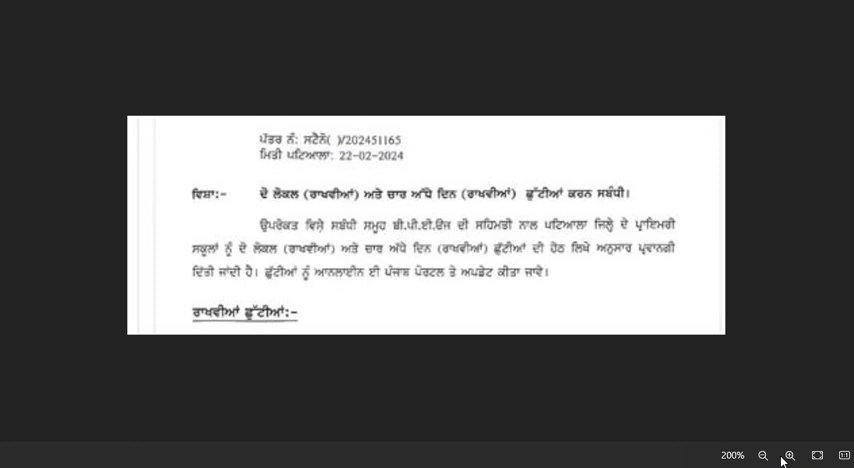 ਪੱਤਰ ਨੰ: ਸਟੈਨੋ( )/202451165
ਮਿਤੀ ਪਟਿਆਲਾ: 22-02-2024
ਵਿਸ਼ਾ:- ਦੋ ਲੋਕਲ (ਰਾਖਵੀਆਂ) ਅਤੇ ਚਾਰ ਅੱਧੇ ਦਿਨ (ਰਾਖਵੀਆਂ) ਛੁੱਟੀਆਂ ਕਰਨ ਸਬੰਧੀ।
ਉਪਰੋਕਤ ਵਿਸ਼ੇ ਸਬੰਧੀ ਸਮੂਹ ਬੀ.ਪੀ.ਈ.ਓਜ ਦੀ ਸਹਿਮਤੀ ਨਾਲ ਪਟਿਆਲਾ ਜਿਲ੍ਹੇ ਦੇ ਪ੍ਰਾਇਮਰੀ
ਸਕੂਲਾਂ ਨੂੰ ਦੋ ਲੋਕਲ (ਰਾਖਵੀਆਂ) ਅਤੇ ਚਾਰ ਅੱਧੇ ਦਿਨ (ਰਾਖਵੀਆਂ) ਛੁੱਟੀਆਂ ਦੀ ਹੇਠ ਲਿਖੇ ਅਨੁਸਾਰ ਪ੍ਰਵਾਨਗੀ
ਦਿੱਤੀ ਜਾਂਦੀ ਹੈ। ਛੁੱਟੀਆਂ ਨੂੰ ਆਨਲਾਈਨ ਈ ਪੰਜਾਬ ਪੋਰਟਲ ਤੇ ਅਪਡੇਟ ਕੀਤਾ ਜਾਵੇ।
ਰਾਖਵੀਆਂ ਛੁੱਟੀਆਂ:-
200%